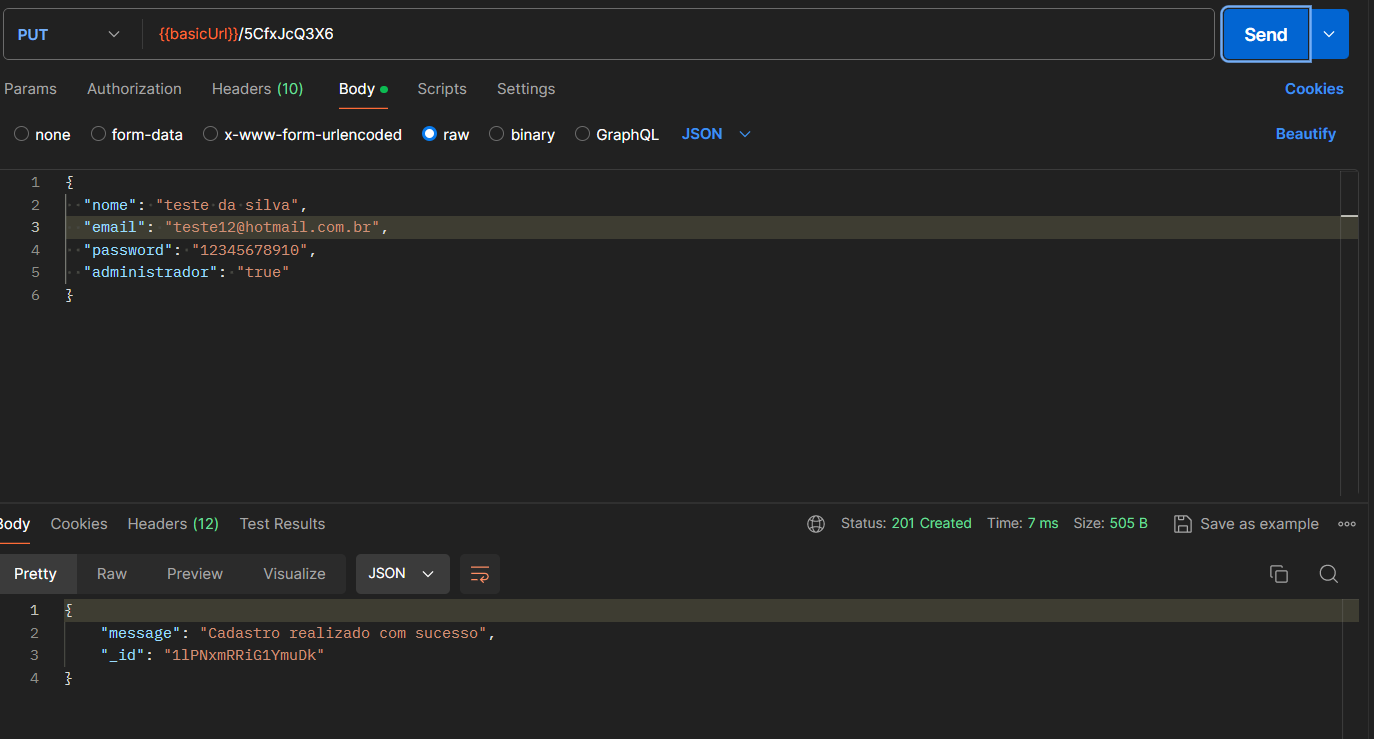 PUT {{basicUrl}}/5CfxJcQ3X6 Send
Params Authorization Headers (10) Body Scripts Settings Cookies
none form-data x-www-form-urlencoded raw binary GraphQL JSON Beautify
1 {
2 "nome": "teste da silva",
3 "email": "teste12@hotmail.com.br",
4 "password": "12345678910",
5 "administrador": "true"
6 }
Body Cookies Headers (12) Test Results Status: 201 Created Time: 7 ms Size: 505 B Save as example
Pretty Raw Preview Visualize JSON
1 {
2 "message": "Cadastro realizado com sucesso",
3 "_id": "1lPNxmRRiG1YmuDk"
4 }